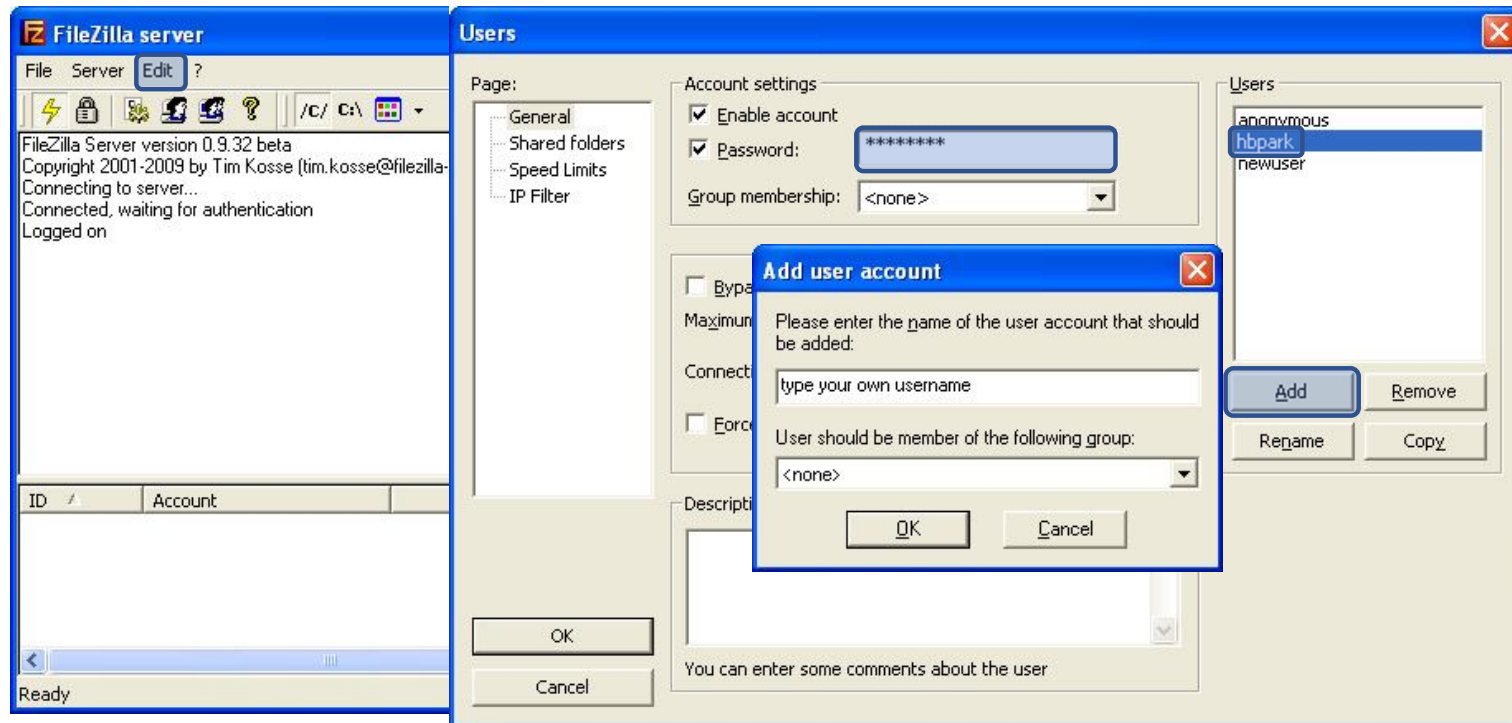 FileZilla server
File Server Edit ?
/C/ C:\
FileZilla Server version 0.9.32 beta
Copyright 2001-2009 by Tim Kosse (tim.kosse@filezilla-
Connecting to server...
Connected, waiting for authentication
Logged on
ID / Account
Ready
Users
Page:
General
Shared folders
Speed Limits
IP Filter
OK
Cancel
Account settings
Enable account
Password: ********
Group membership: <none>
Bypa
Maximun
Connecti
Force
Descripti
You can enter some comments about the user
Add user account
Please enter the name of the user account that should
be added:
type your own username
User should be member of the following group:
<none>
OK Cancel
Users
anonymous
hbpark
newuser
Add Remove
Rename Copy